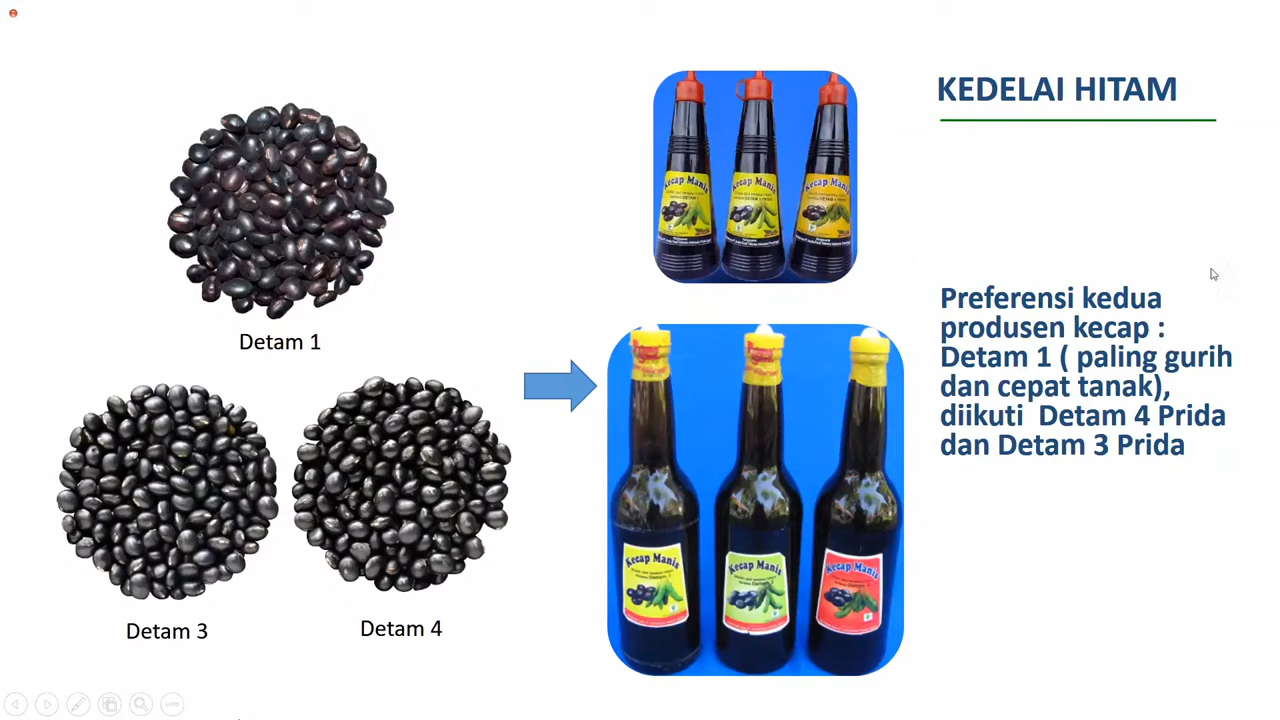 KEDELAI HITAM
Preferensi kedua
produsen kecap :
Detam 1 ( paling gurih
dan cepat tanak),
diikuti Detam 4 Prida
dan Detam 3 Prida
Detam 1
Detam 3
Detam 4
Kecap Manis
Kecap Manis
Kecap Manis
Kecap Manis
Kecap Manis
Kecap Manis